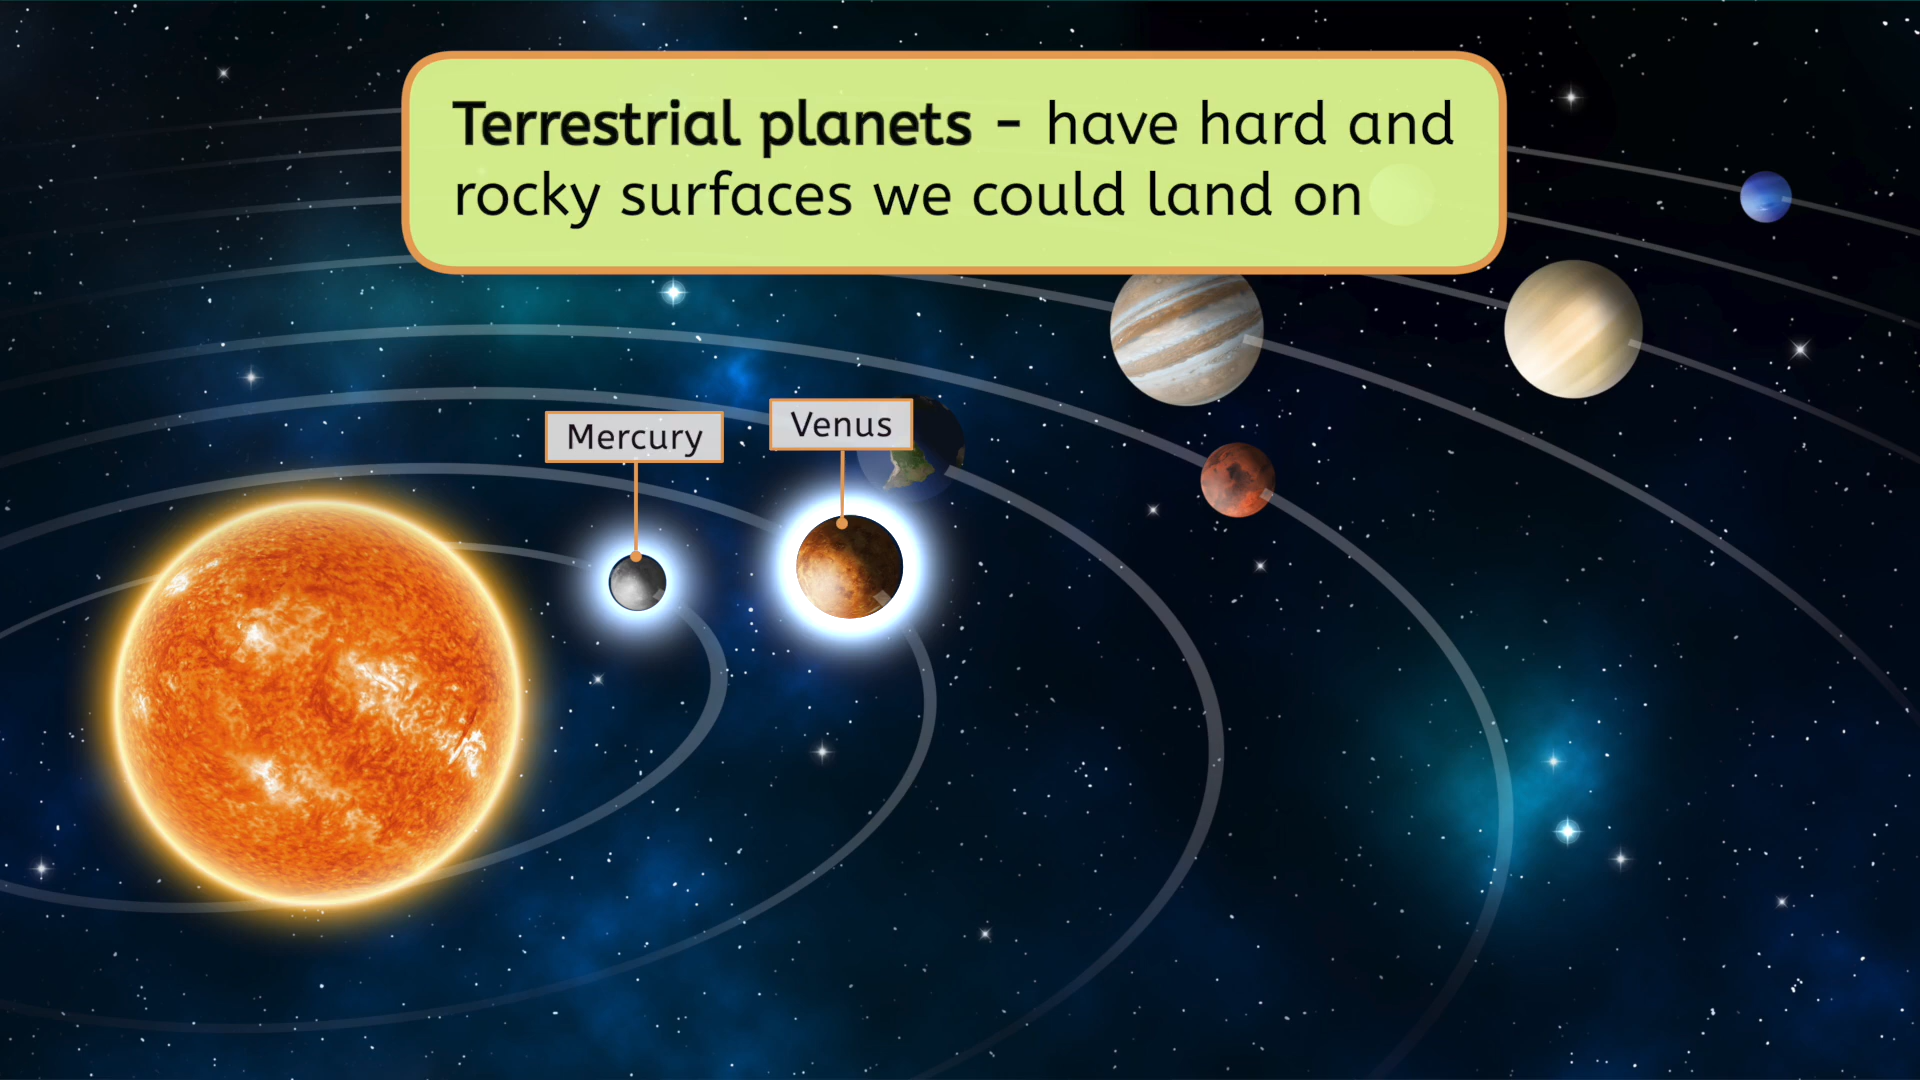 Terrestrial planets - have hard and
rocky surfaces we could land on
Mercury
Venus